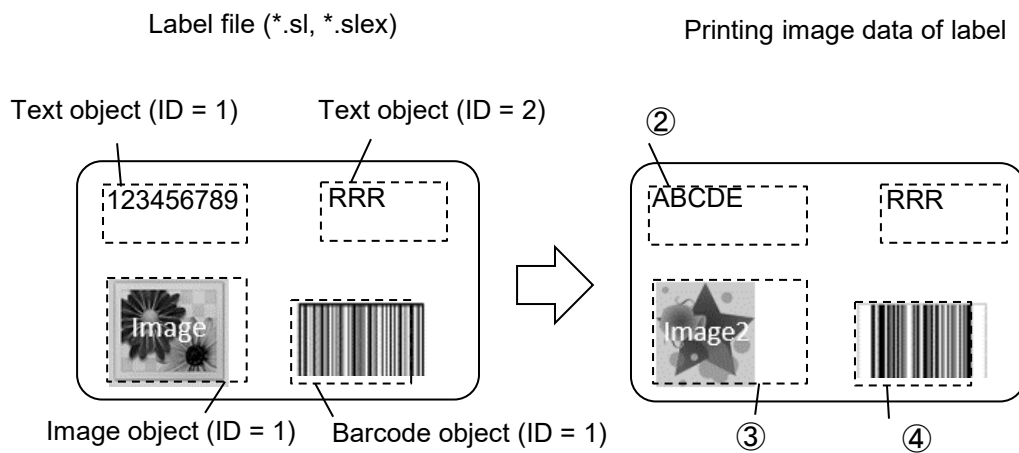 Label file (*.sl, *.slex)
Printing image data of label
Text object (ID = 1)
Text object (ID = 2)
②
123456789
RRR
ABCDE
RRR
Image
Image2
Image object (ID = 1)
Barcode object (ID = 1)
③
④